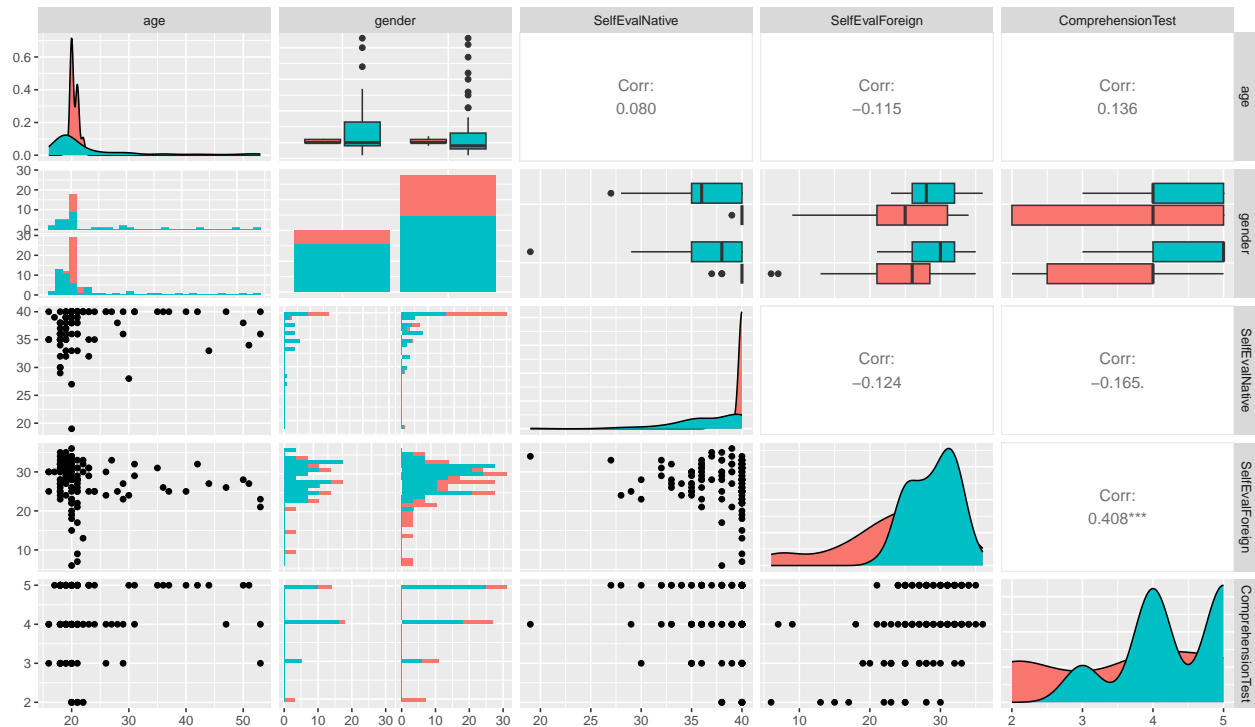 age gender SelfEvalNative SelfEvalForeign ComprehensionTest
0.6
0.4
0.2
0.0
Corr:
0.080
Corr:
−0.115
Corr:
0.136
age
30
20
10
0
30
20
10
0
gender
40
35
30
25
20
Corr:
−0.124
Corr:
−0.165.
SelfEvalNative
30
20
10
Corr:
0.408***
SelfEvalForeign
5
4
3
2
ComprehensionTest
20 30 40 50 0 10 20 30 0 10 20 30 20 25 30 35 40 10 20 30 2 3 4 5